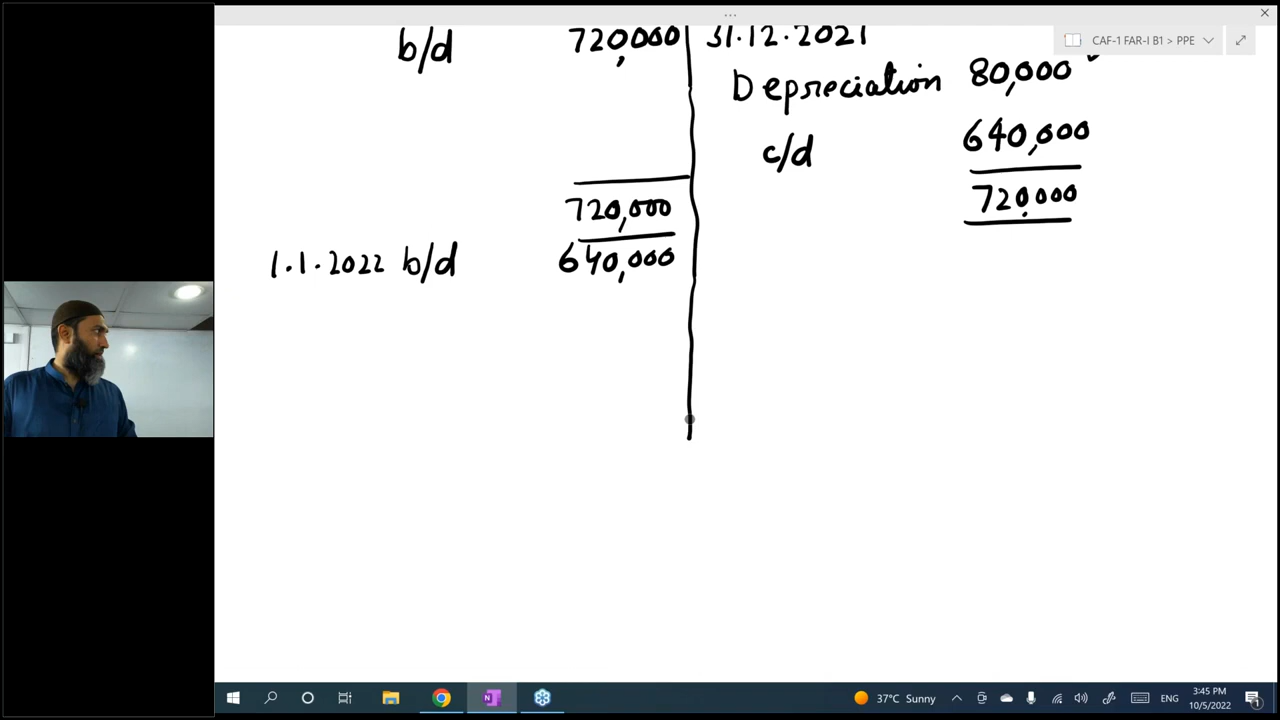 CAF-1 FAR-I B1 > PPE
b/d 720,000 31.12.2021
Depreciation 80,000
c/d 640,000
720,000 720,000
1.1.2022 b/d 640,000
37°C Sunny
ENG
3:45 PM
10/5/2022
1